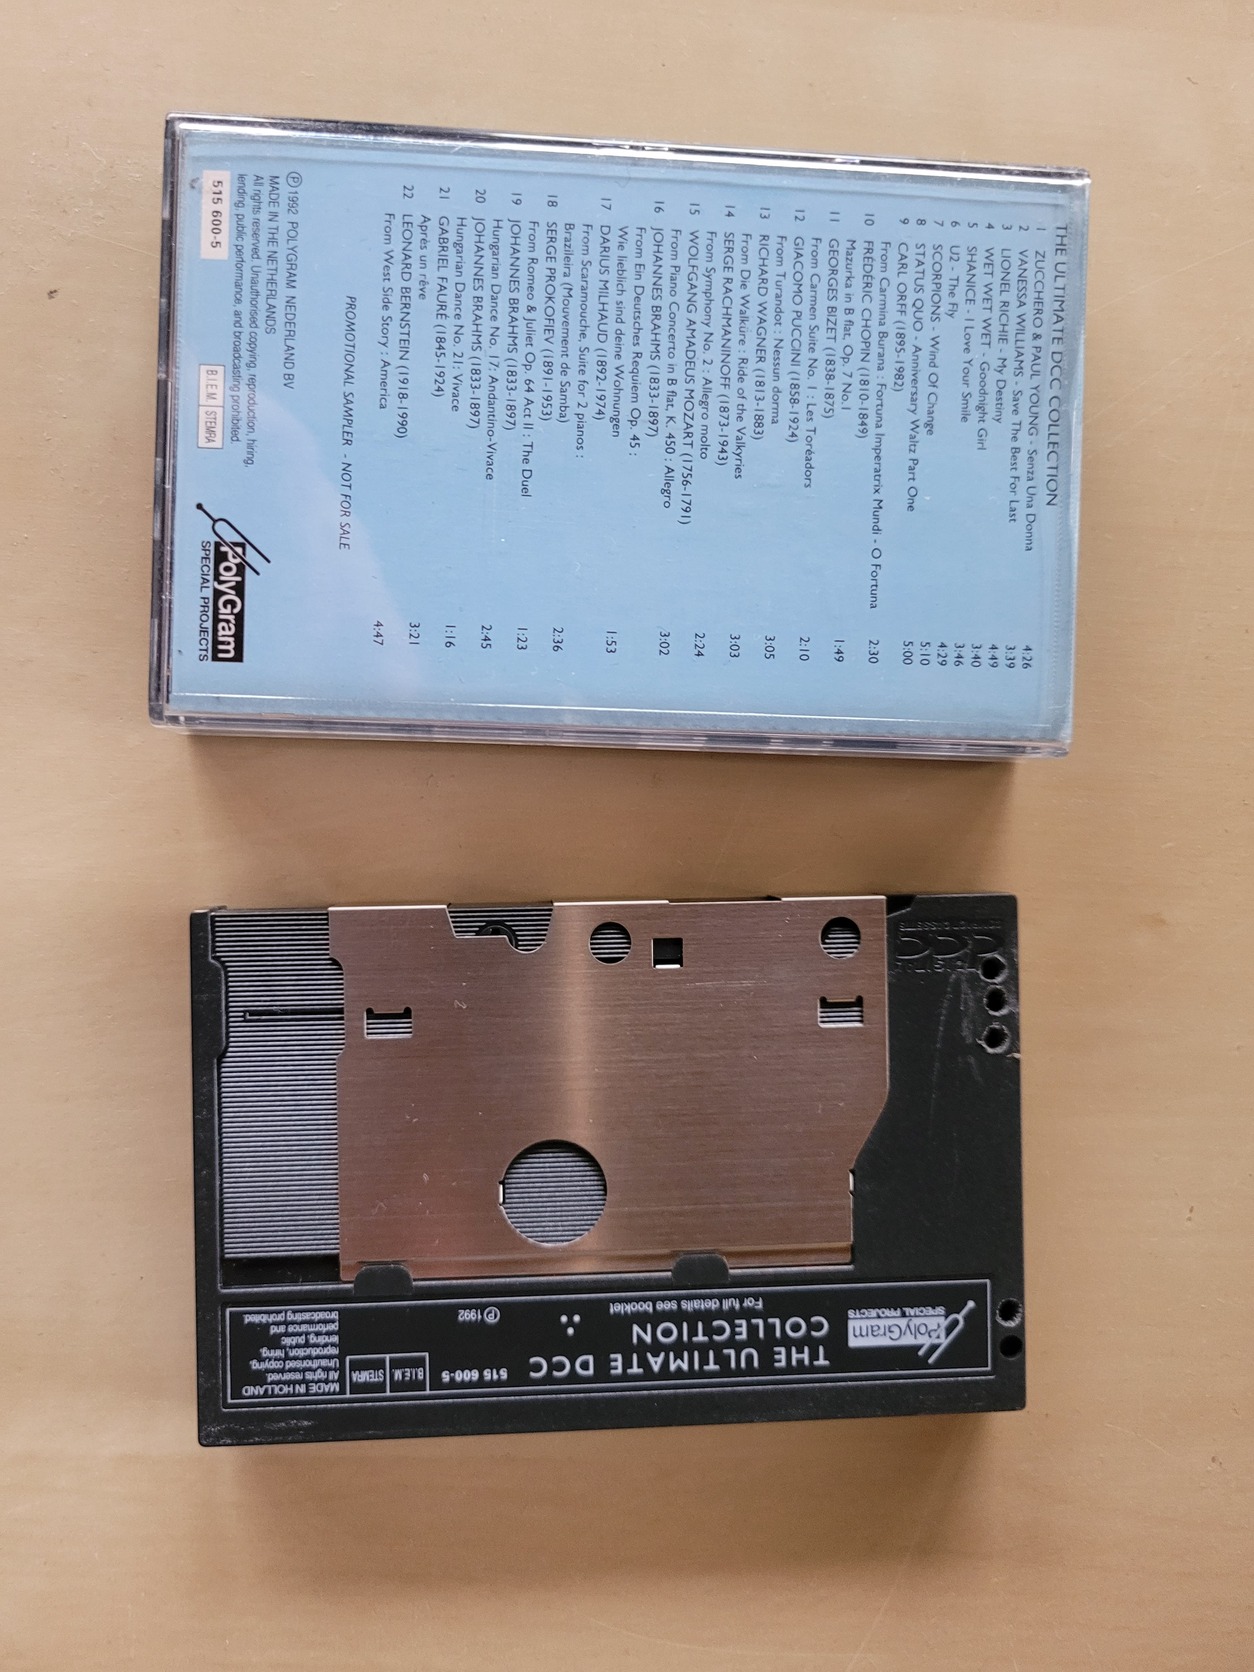 THE ULTIMATE DCC COLLECTION
1 ZUCCHERO & PAUL YOUNG - Senza Una Donna 4:26
2 VANESSA WILLIAMS - Save The Best For Last 3:39
3 LIONEL RICHIE - My Destiny 4:49
4 WET WET WET - Goodnight Girl 3:40
5 SHANICE - I Love Your Smile 3:46
6 U2 - The Fly 4:29
7 SCORPIONS - Wind Of Change 5:10
8 STATUS QUO - Anniversary Waltz Part One 5:00
9 CARL ORFF (1895-1982)
From Carmina Burana : Fortuna Imperatrix Mundi - O Fortuna 2:30
10 FRÉDÉRIC CHOPIN (1810-1849)
Mazurka in B flat, Op. 7 No.1 1:49
11 GEORGES BIZET (1838-1875)
From Carmen Suite No. 1 : Les Toréadors 2:10
12 GIACOMO PUCCINI (1858-1924)
From Turandot : Nessun dorma 3:05
13 RICHARD WAGNER (1813-1883)
From Die Walküre : Ride of the Valkyries 3:03
14 SERGE RACHMANINOFF (1873-1943)
From Symphony No. 2 : Allegro molto 2:24
15 WOLFGANG AMADEUS MOZART (1756-1791)
From Piano Concerto in B flat, K. 450 : Allegro 3:02
16 JOHANNES BRAHMS (1833-1897)
From Ein Deutsches Requiem Op. 45 :
Wie lieblich sind deine Wohnungen 1:53
17 DARIUS MILHAUD (1892-1974)
From Scaramouche, Suite for 2 pianos :
Brazileira (Mouvement de Samba) 2:36
18 SERGE PROKOFIEV (1891-1953)
From Romeo & Juliet Op. 64 Act II : The Duel 1:23
19 JOHANNES BRAHMS (1833-1897)
Hungarian Dance No. 17: Andantino-Vivace 2:45
20 JOHANNES BRAHMS (1833-1897)
Hungarian Dance No. 21: Vivace 1:16
21 GABRIEL FAURÉ (1845-1924)
Après un rêve 3:21
22 LEONARD BERNSTEIN (1918-1990)
From West Side Story : America 4:47
PROMOTIONAL SAMPLER - NOT FOR SALE
℗ 1992 POLYGRAM NEDERLAND BV
MADE IN THE NETHERLANDS
All rights reserved. Unauthorised copying, reproduction, hiring,
lending, public performance, and broadcasting prohibited.
515 600-5
B.I.E.M. STEMRA
PolyGram
SPECIAL PROJECTS
dcc
DIGITAL
COMPACT CASSETTE
PolyGram
SPECIAL PROJECTS
THE ULTIMATE DCC
COLLECTION
For full details see booklet
515 600-5
℗ 1992
B.I.E.M. STEMRA
MADE IN HOLLAND
All rights reserved.
Unauthorised copying,
reproduction, hiring,
lending, public
performance and
broadcasting prohibited.